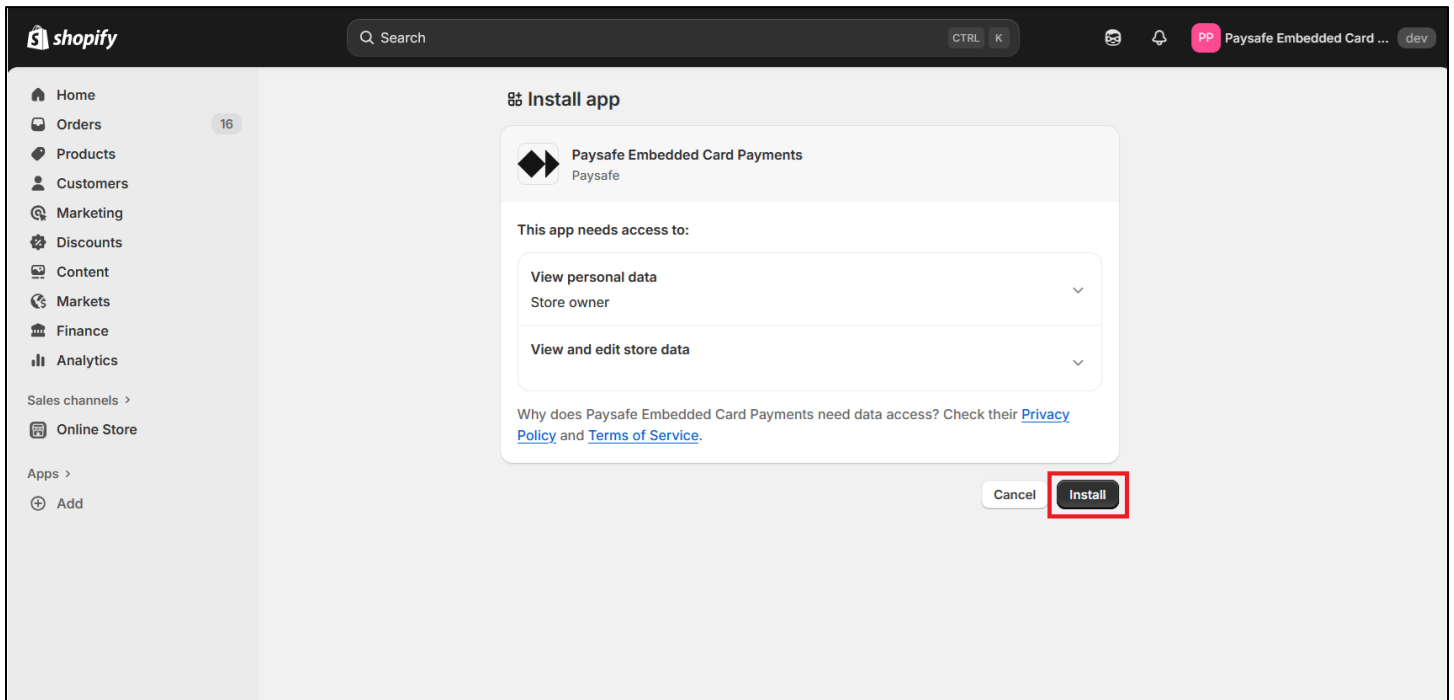 shopify
Search
CTRL K
PP Paysafe Embedded Card ... dev
Home
Orders 16
Products
Customers
Marketing
Discounts
Content
Markets
Finance
Analytics
Sales channels >
Online Store
Apps >
Add
Install app
Paysafe Embedded Card Payments
Paysafe
This app needs access to:
View personal data
Store owner
View and edit store data
Why does Paysafe Embedded Card Payments need data access? Check their Privacy
Policy and Terms of Service.
Cancel
Install